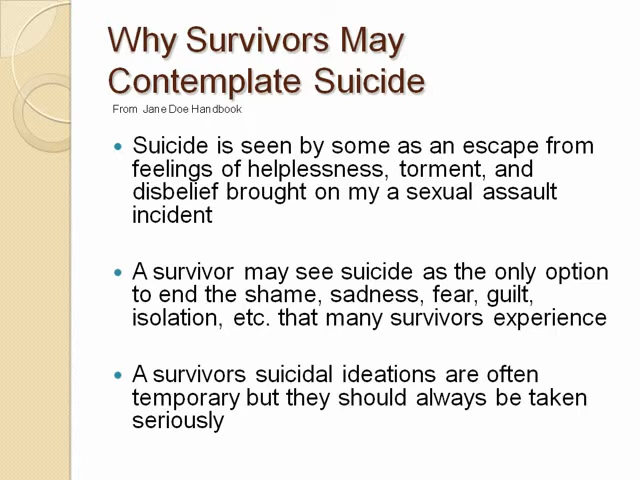 Why Survivors May
Contemplate Suicide
From Jane Doe Handbook
• Suicide is seen by some as an escape from
feelings of helplessness, torment, and
disbelief brought on my a sexual assault
incident
• A survivor may see suicide as the only option
to end the shame, sadness, fear, guilt,
isolation, etc. that many survivors experience
• A survivors suicidal ideations are often
temporary but they should always be taken
seriously